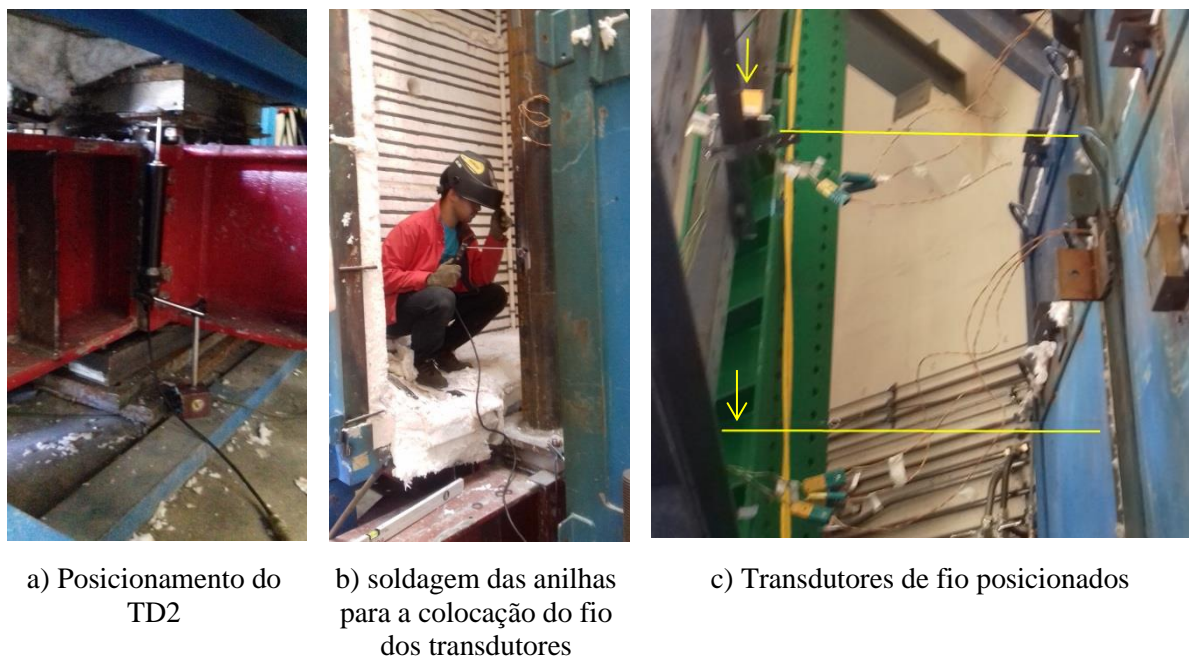 a) Posicionamento do
TD2
b) soldagem das anilhas
para a colocação do fio
dos transdutores
c) Transdutores de fio posicionados